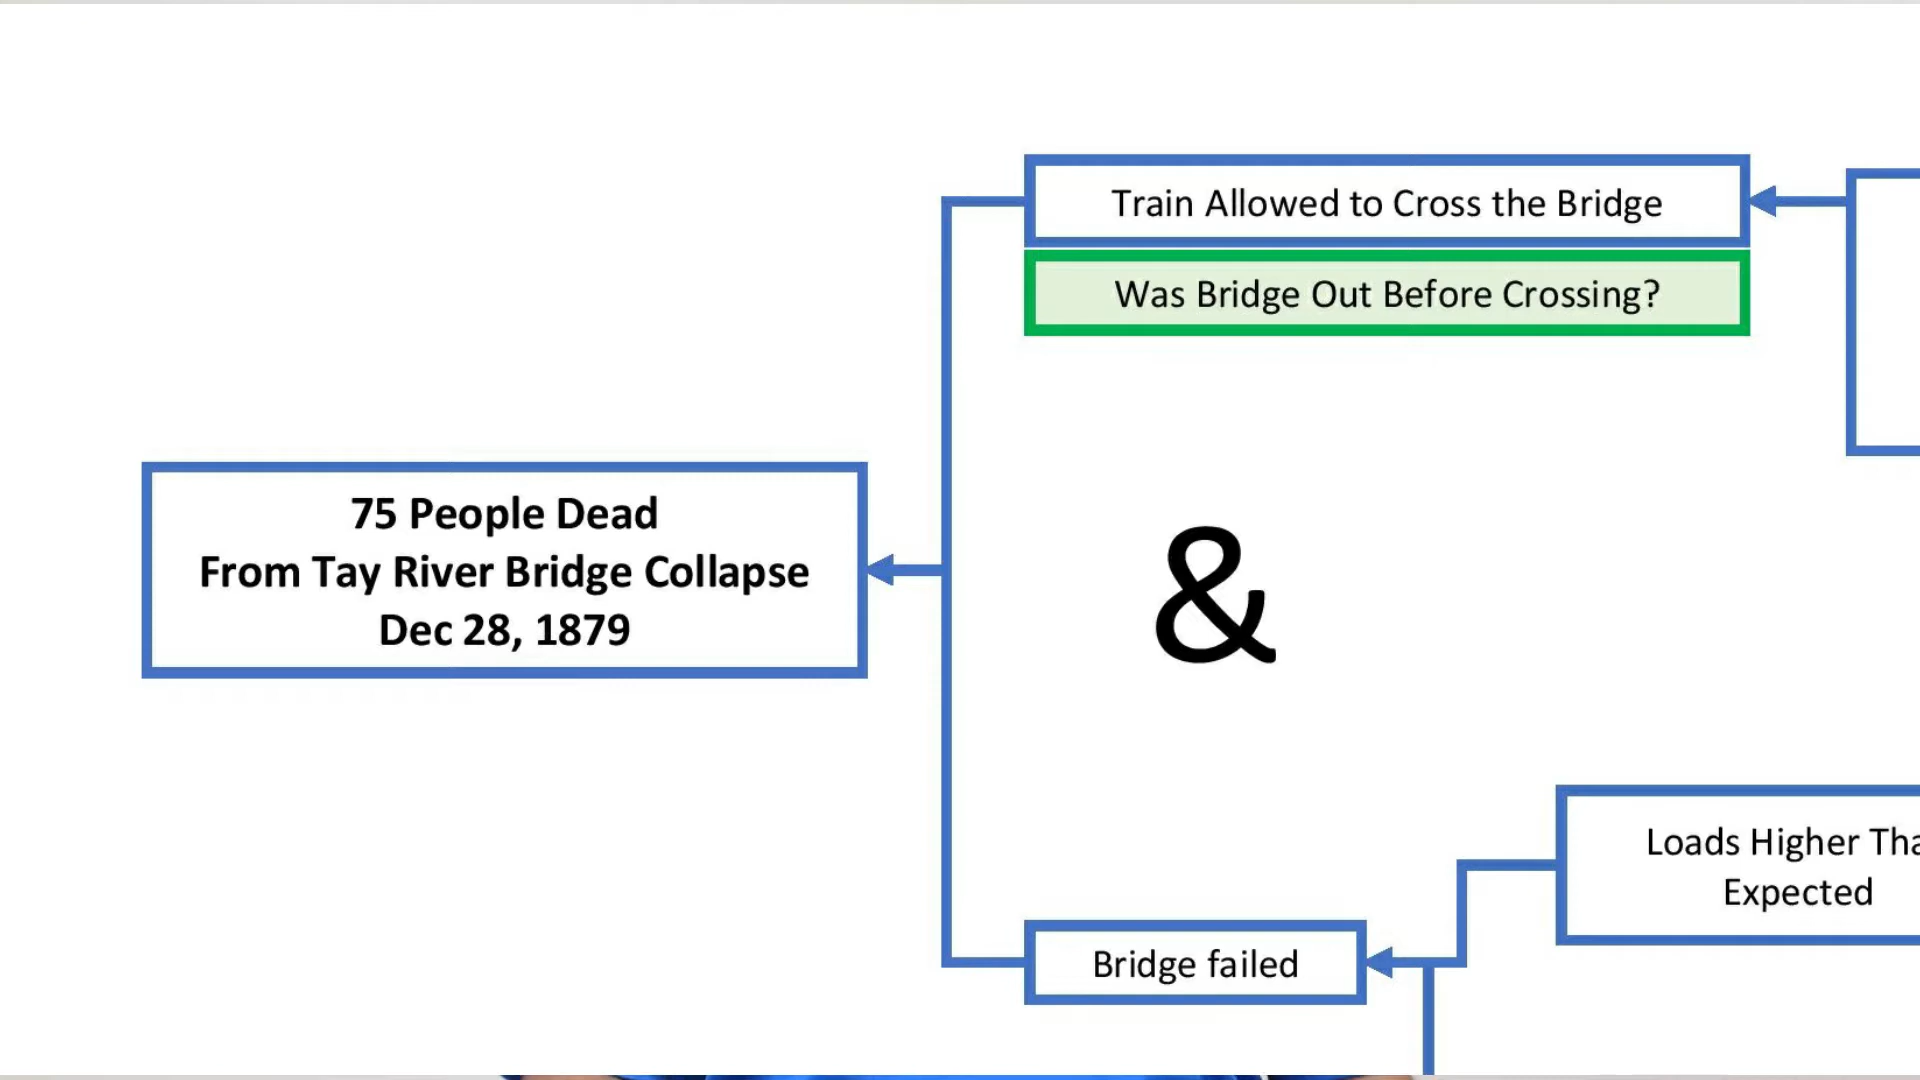 Train Allowed to Cross the Bridge
Was Bridge Out Before Crossing?
75 People Dead
From Tay River Bridge Collapse
Dec 28, 1879
&
Loads Higher
Expected
Bridge failed